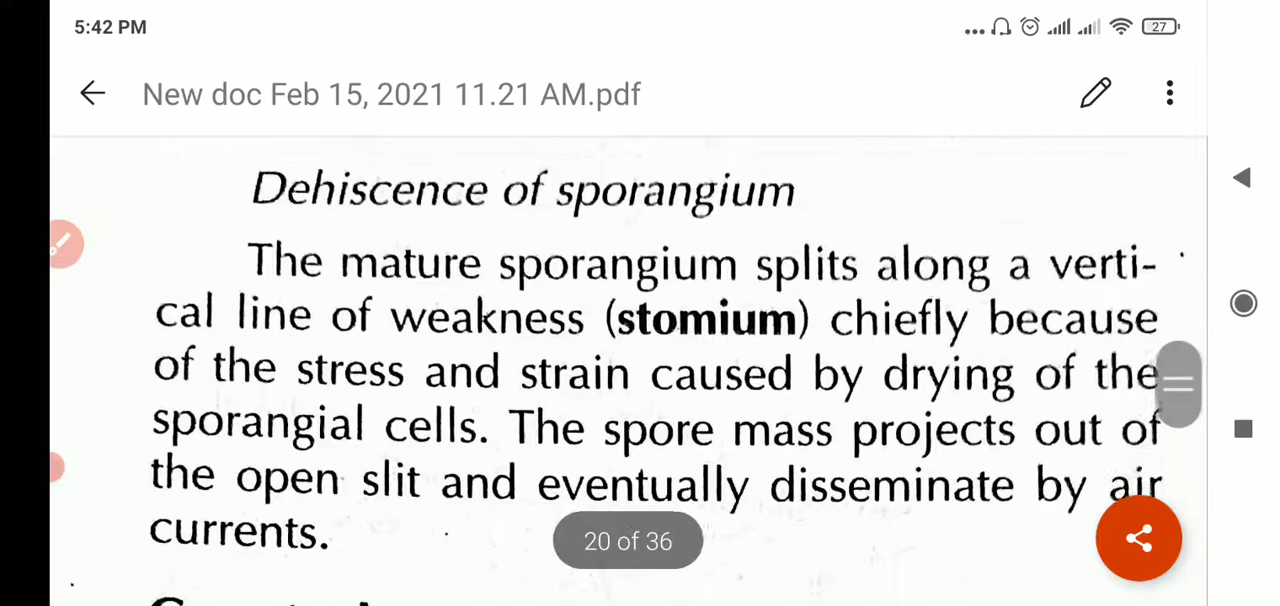 5:42 PM
27
New doc Feb 15, 2021 11.21 AM.pdf
Dehiscence of sporangium
The mature sporangium splits along a verti-
cal line of weakness (stomium) chiefly because
of the stress and strain caused by drying of the
sporangial cells. The spore mass projects out of
the open slit and eventually disseminate by air
currents.
20 of 36